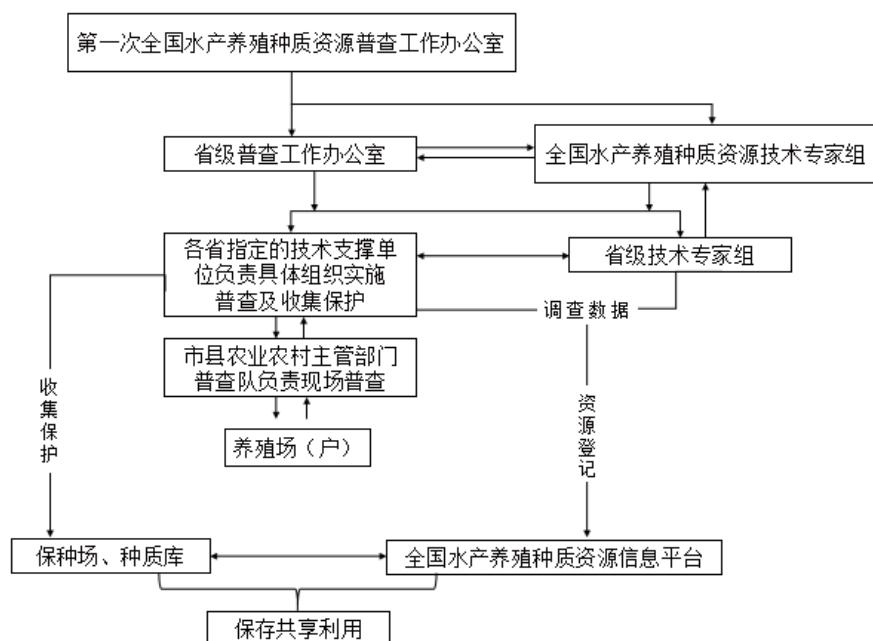 第一次全国水产养殖种质资源普查工作办公室
省级普查工作办公室
全国水产养殖种质资源技术专家组
各省指定的技术支撑单
位负责具体组织实施
普查及收集保护
省级技术专家组
调查数据
市县农业农村主管部门
普查队负责现场普查
收集保护
资源登记
养殖场（户）
保种场、种质库
全国水产养殖种质资源信息平台
保存共享利用